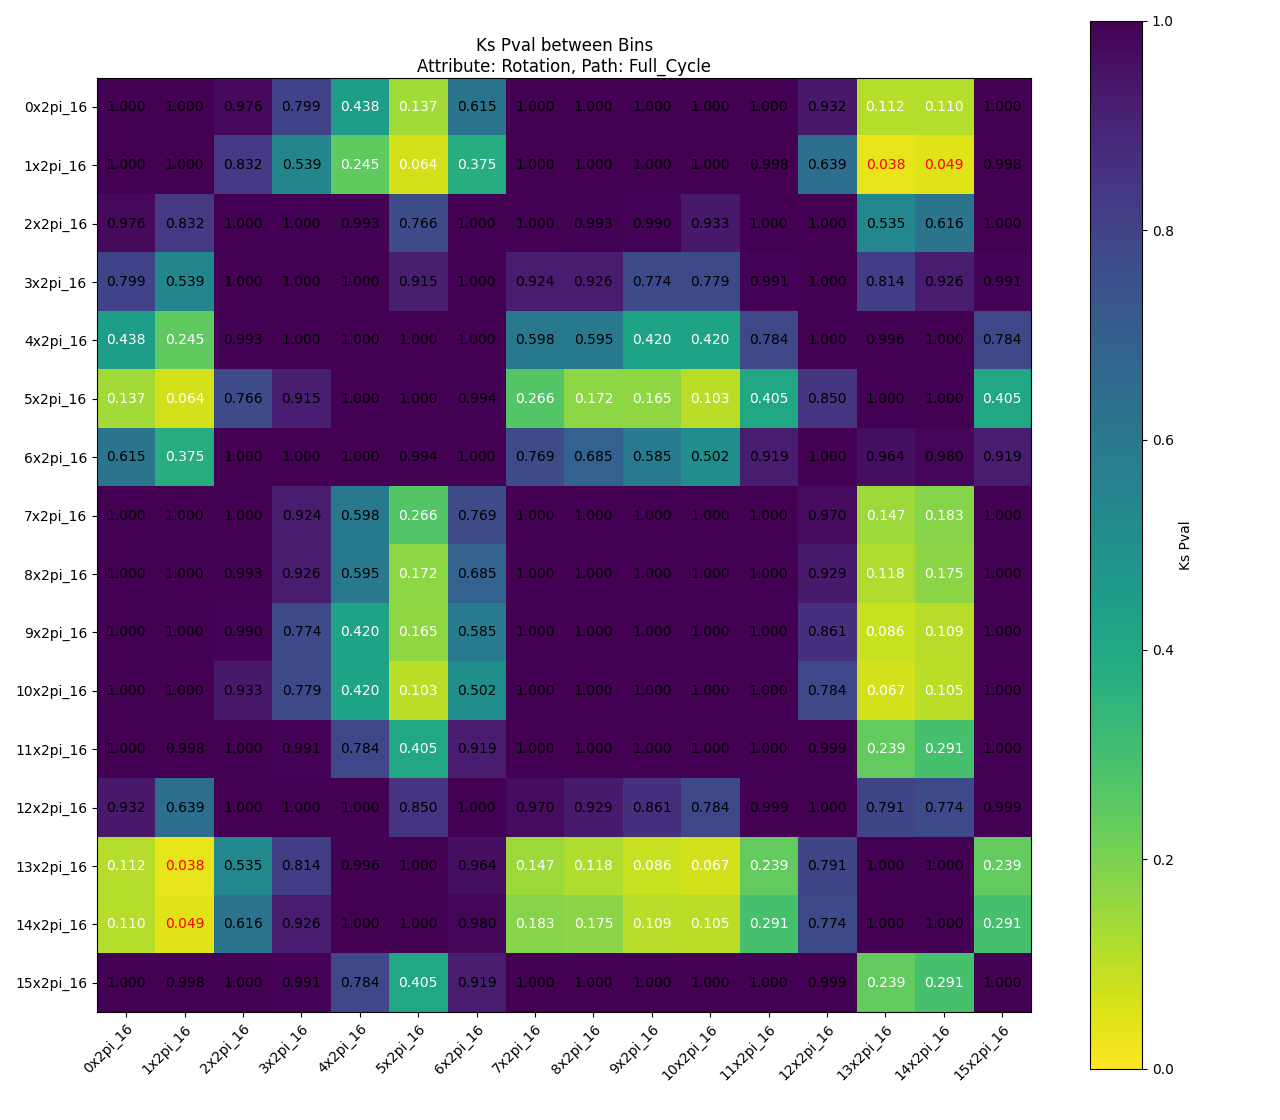 Ks Pval between Bins
Attribute: Rotation, Path: Full_Cycle
1.0
0x2pi_16 1.000 1.000 0.976 0.799 0.438 0.137 0.615 1.000 1.000 1.000 1.000 1.000 0.932 0.112 0.110 1.000
1x2pi_16 1.000 1.000 0.832 0.539 0.245 0.064 0.375 1.000 1.000 1.000 1.000 0.998 0.639 0.038 0.049 0.998
2x2pi_16 0.976 0.832 1.000 1.000 0.993 0.766 1.000 1.000 0.993 0.990 0.933 1.000 1.000 0.535 0.616 1.000
0.8
3x2pi_16 0.799 0.539 1.000 1.000 1.000 0.915 1.000 0.924 0.926 0.774 0.779 0.991 1.000 0.814 0.926 0.991
4x2pi_16 0.438 0.245 0.993 1.000 1.000 1.000 1.000 0.598 0.595 0.420 0.420 0.784 1.000 0.996 1.000 0.784
5x2pi_16 0.137 0.064 0.766 0.915 1.000 1.000 0.994 0.266 0.172 0.165 0.103 0.405 0.850 1.000 1.000 0.405
0.6
6x2pi_16 0.615 0.375 1.000 1.000 1.000 0.994 1.000 0.769 0.685 0.585 0.502 0.919 1.000 0.964 0.980 0.919
7x2pi_16 1.000 1.000 1.000 0.924 0.598 0.266 0.769 1.000 1.000 1.000 1.000 1.000 0.970 0.147 0.183 1.000
Ks Pval
8x2pi_16 1.000 1.000 0.993 0.926 0.595 0.172 0.685 1.000 1.000 1.000 1.000 1.000 0.929 0.118 0.175 1.000
9x2pi_16 1.000 1.000 0.990 0.774 0.420 0.165 0.585 1.000 1.000 1.000 1.000 1.000 0.861 0.086 0.109 1.000
0.4
10x2pi_16 1.000 1.000 0.933 0.779 0.420 0.103 0.502 1.000 1.000 1.000 1.000 1.000 0.784 0.067 0.105 1.000
11x2pi_16 1.000 0.998 1.000 0.991 0.784 0.405 0.919 1.000 1.000 1.000 1.000 1.000 0.999 0.239 0.291 1.000
12x2pi_16 0.932 0.639 1.000 1.000 1.000 0.850 1.000 0.970 0.929 0.861 0.784 0.999 1.000 0.791 0.774 0.999
0.2
13x2pi_16 0.112 0.038 0.535 0.814 0.996 1.000 0.964 0.147 0.118 0.086 0.067 0.239 0.791 1.000 1.000 0.239
14x2pi_16 0.110 0.049 0.616 0.926 1.000 1.000 0.980 0.183 0.175 0.109 0.105 0.291 0.774 1.000 1.000 0.291
15x2pi_16 1.000 0.998 1.000 0.991 0.784 0.405 0.919 1.000 1.000 1.000 1.000 1.000 0.999 0.239 0.291 1.000
0x2pi_16 1x2pi_16 2x2pi_16 3x2pi_16 4x2pi_16 5x2pi_16 6x2pi_16 7x2pi_16 8x2pi_16 9x2pi_16 10x2pi_16 11x2pi_16 12x2pi_16 13x2pi_16 14x2pi_16 15x2pi_16
0.0